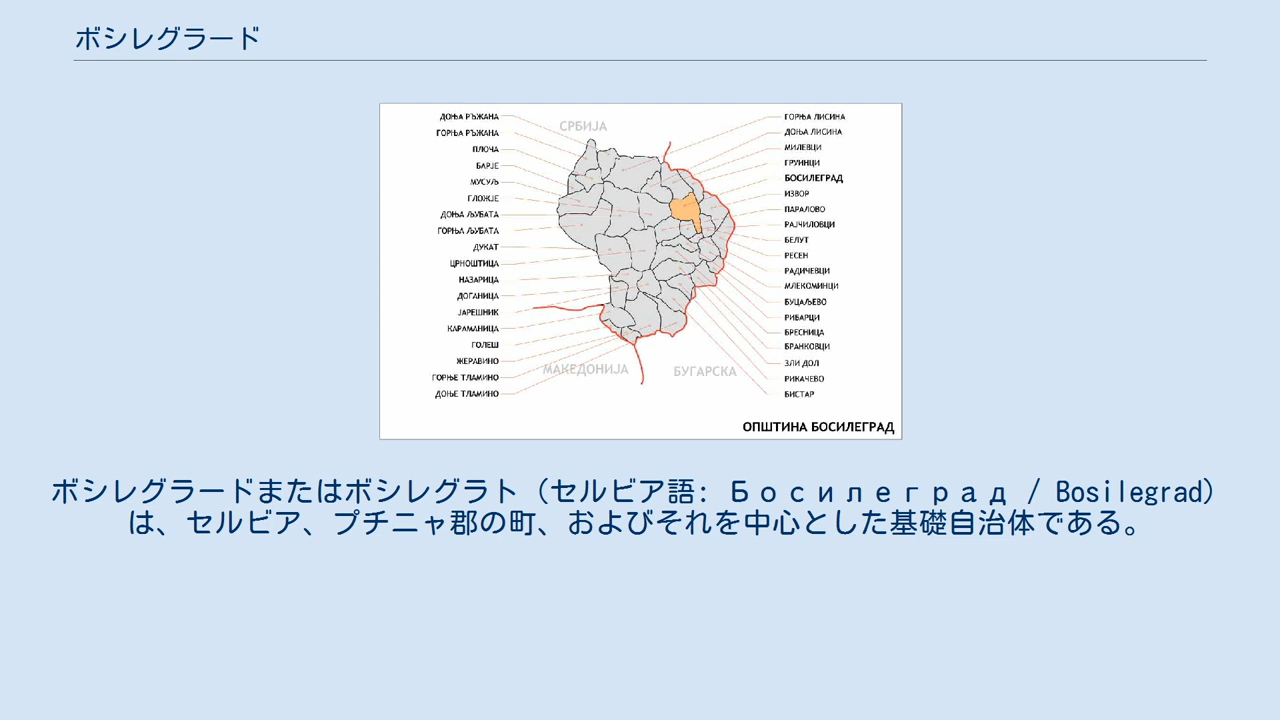 ボシレグラード
СРБИЈА
ДОЊА РЪЖАНА
ГОРЊА РЪЖАНА
ПЛОЧА
БАРЈЕ
МУСУЉ
ГЛОЖЈЕ
ДОЊА ЉУБАТА
ГОРЊА ЉУБАТА
ДУКАТ
ЦРНОШТИЦА
НАЗАРИЦА
ДОГАНИЦА
ЈАРЕШНИК
КАРАМАНИЦА
ГОЛЕШ
ЖЕРАВИНО
ГОРЊЕ ТЛАМИНО
ДОЊЕ ТЛАМИНО
ГОРЊА ЛИСИНА
ДОЊА ЛИСИНА
МИЛЕВЦИ
ГРУИНЦИ
БОСИЛЕГРАД
ИЗВОР
ПАРАЛОВО
РАЈЧИЛОВЦИ
БЕЛУТ
РЕСЕН
РАДИЧЕВЦИ
МЛЕКОМИНЦИ
БУЦАЉЕВО
РИБАРЦИ
БРЕСНИЦА
БРАНКОВЦИ
ЗЛИ ДОЛ
РИКАЧЕВО
БИСТАР
МАКЕДОНИЈА
БУГАРСКА
ОПШТИНА БОСИЛЕГРАД
ボシレグラードまたはボシレグラト（セルビア語: Босилеград / Bosilegrad）
は、セルビア、プチニャ郡の町、およびそれを中心とした基礎自治体である。